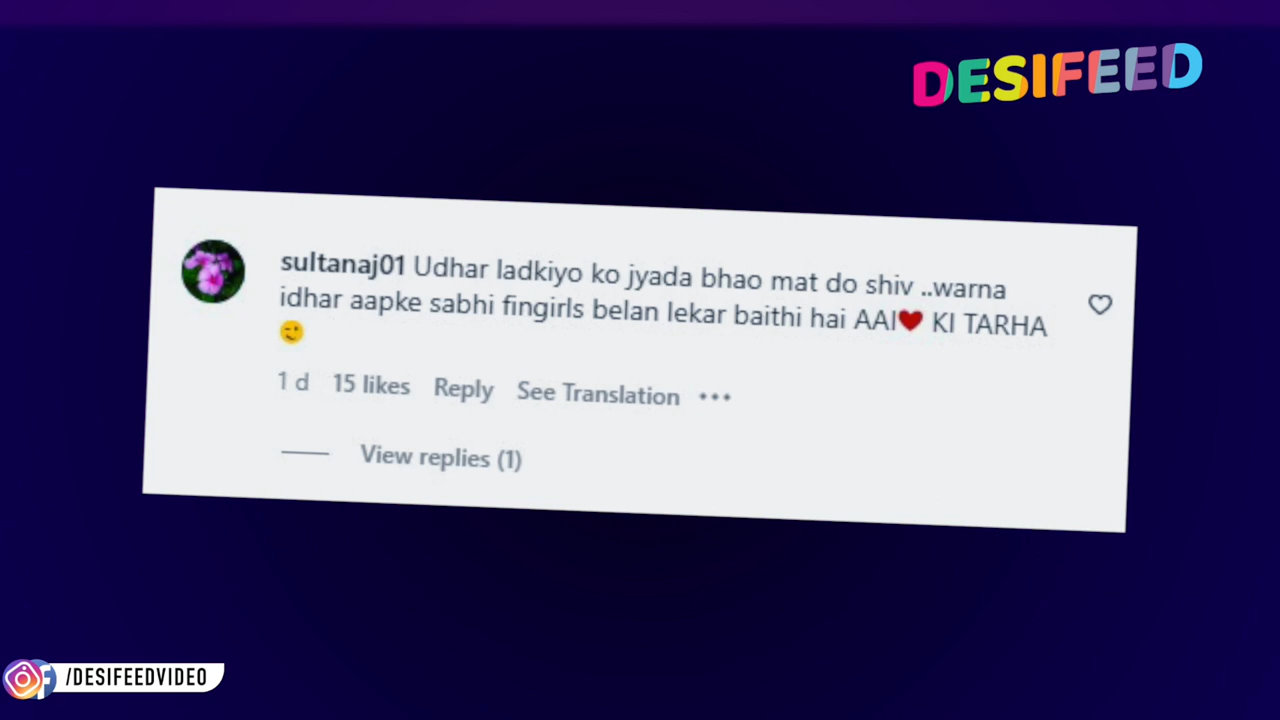 DESIFEED
sultanaj01 Udhar ladkiyo ko jyada bhao mat do shiv ..warna
idhar aapke sabhi fingirls belan lekar baithi hai AAI❤️ KI TARHA
😉
1 d 15 likes Reply See Translation •••
View replies (1)
/DESIFEEDVIDEO